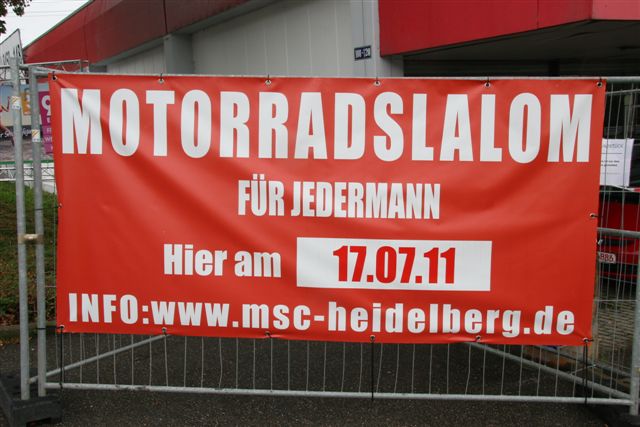 MOTORRADSLALOM
FÜR JEDERMANN
Hier am 17.07.11
INFO:www.msc-heidelberg.de